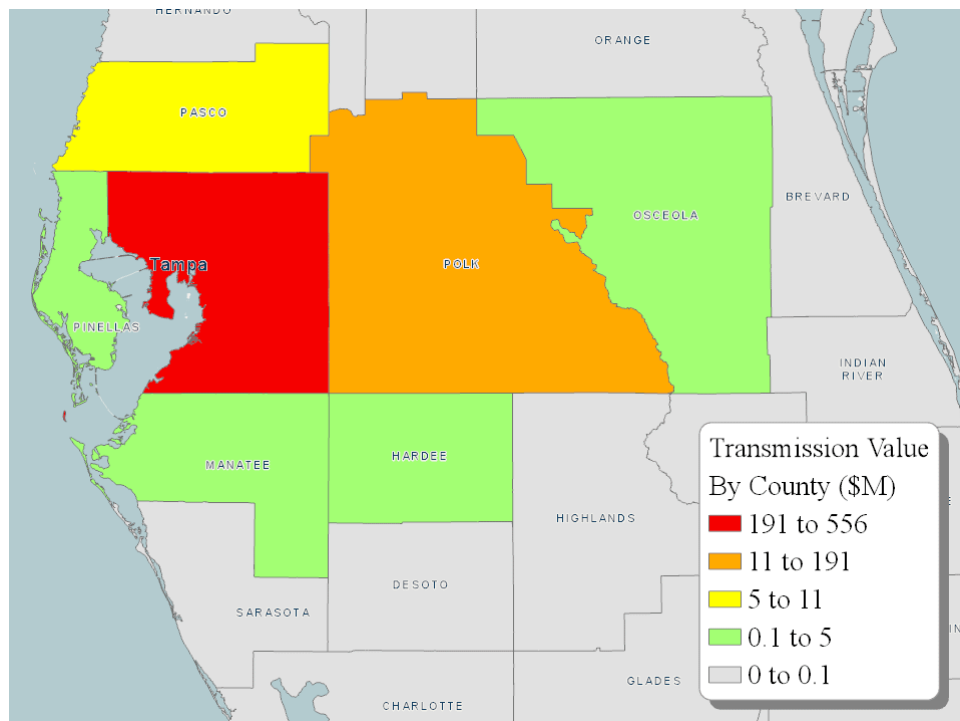 HERNANDO
ORANGE
PASCO
BREVARD
OSCEOLA
Tampa
POLK
PINELLAS
INDIAN
RIVER
MANATEE
HARDEE
HIGHLANDS
DESOTO
SARASOTA
GLADES
CHARLOTTE
Transmission Value
By County ($M)
191 to 556
11 to 191
5 to 11
0.1 to 5
0 to 0.1